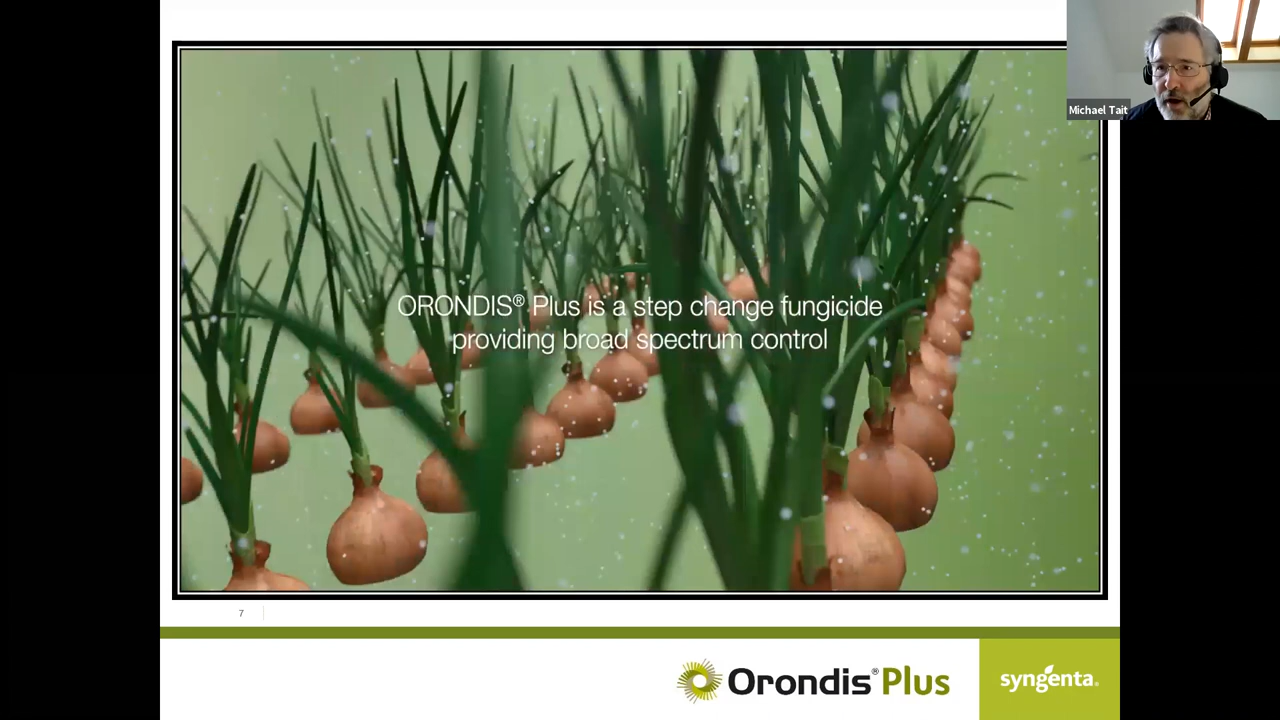 Michael Tait
ORONDIS® Plus is a step change fungicide
providing broad spectrum control
7
Orondis® Plus
syngenta®